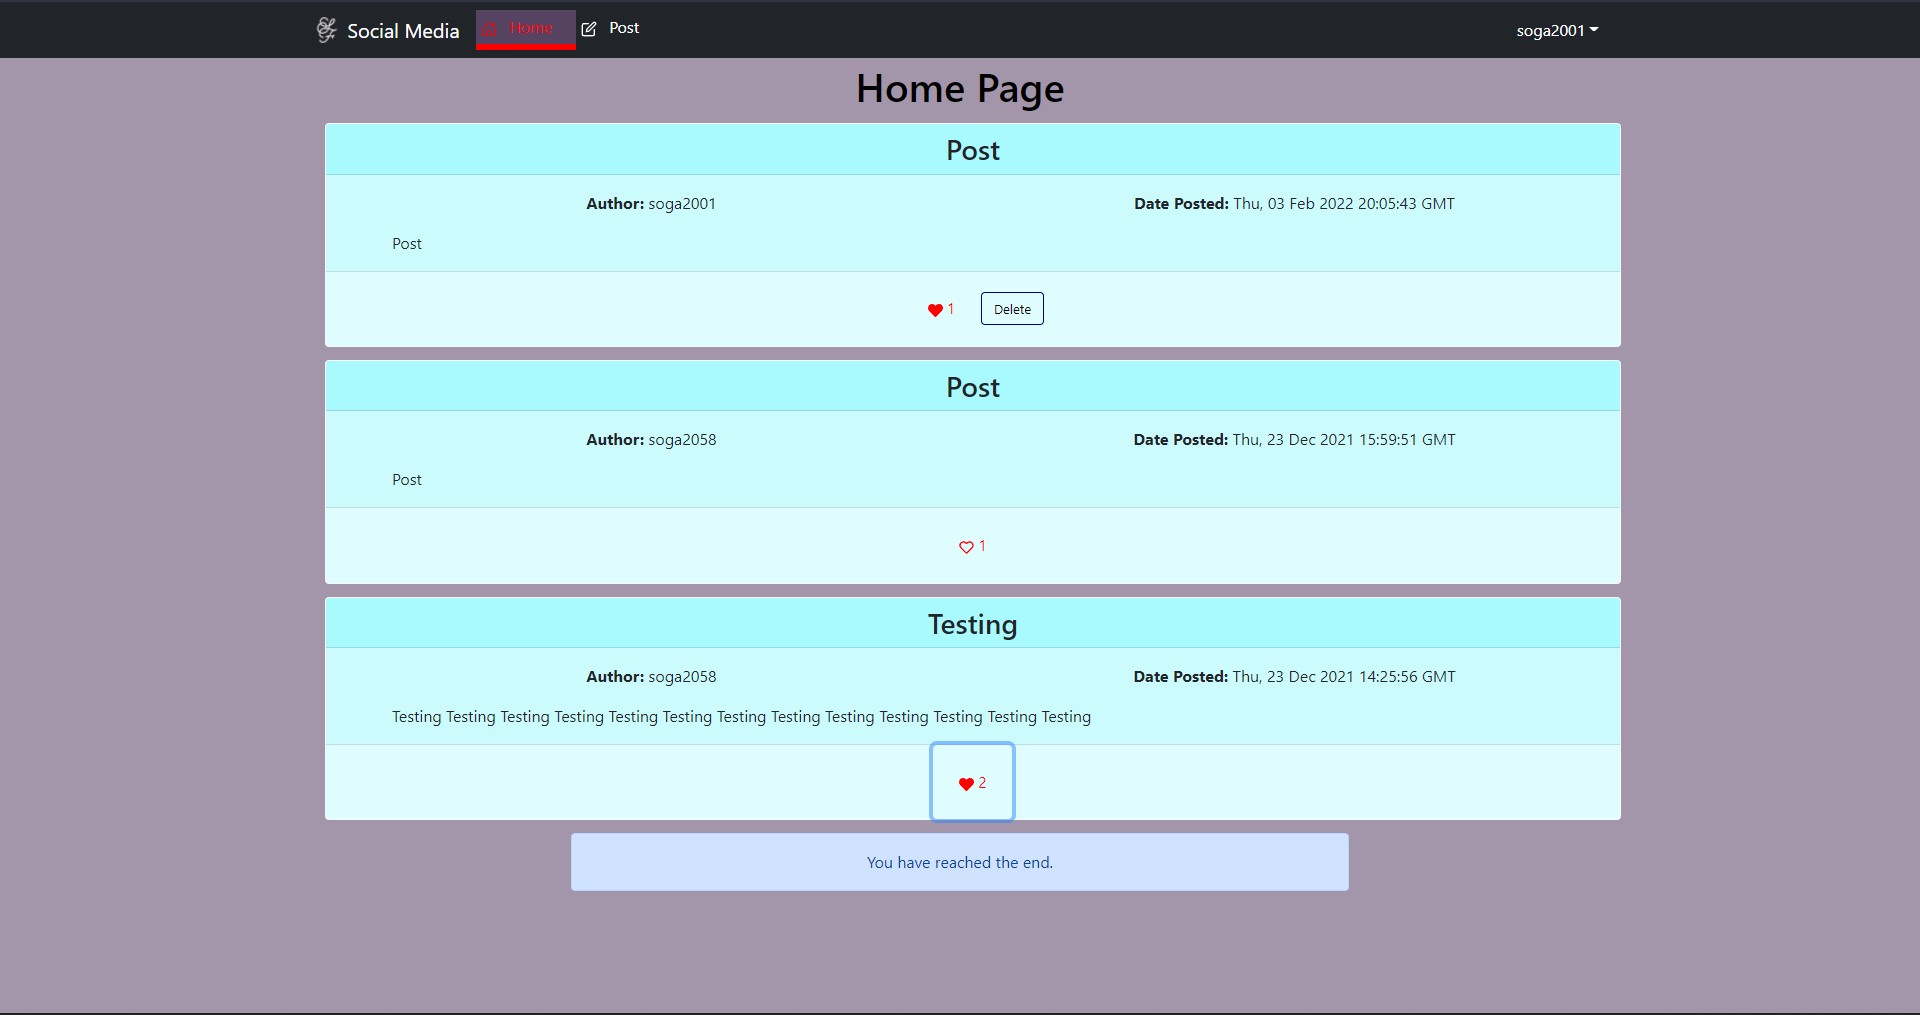 Social Media Home Post soga2001
Home Page
Post
Author: soga2001 Date Posted: Thu, 03 Feb 2022 20:05:43 GMT
Post
1 Delete
Post
Author: soga2058 Date Posted: Thu, 23 Dec 2021 15:59:51 GMT
Post
1
Testing
Author: soga2058 Date Posted: Thu, 23 Dec 2021 14:25:56 GMT
Testing Testing Testing Testing Testing Testing Testing Testing Testing Testing Testing Testing Testing
2
You have reached the end.